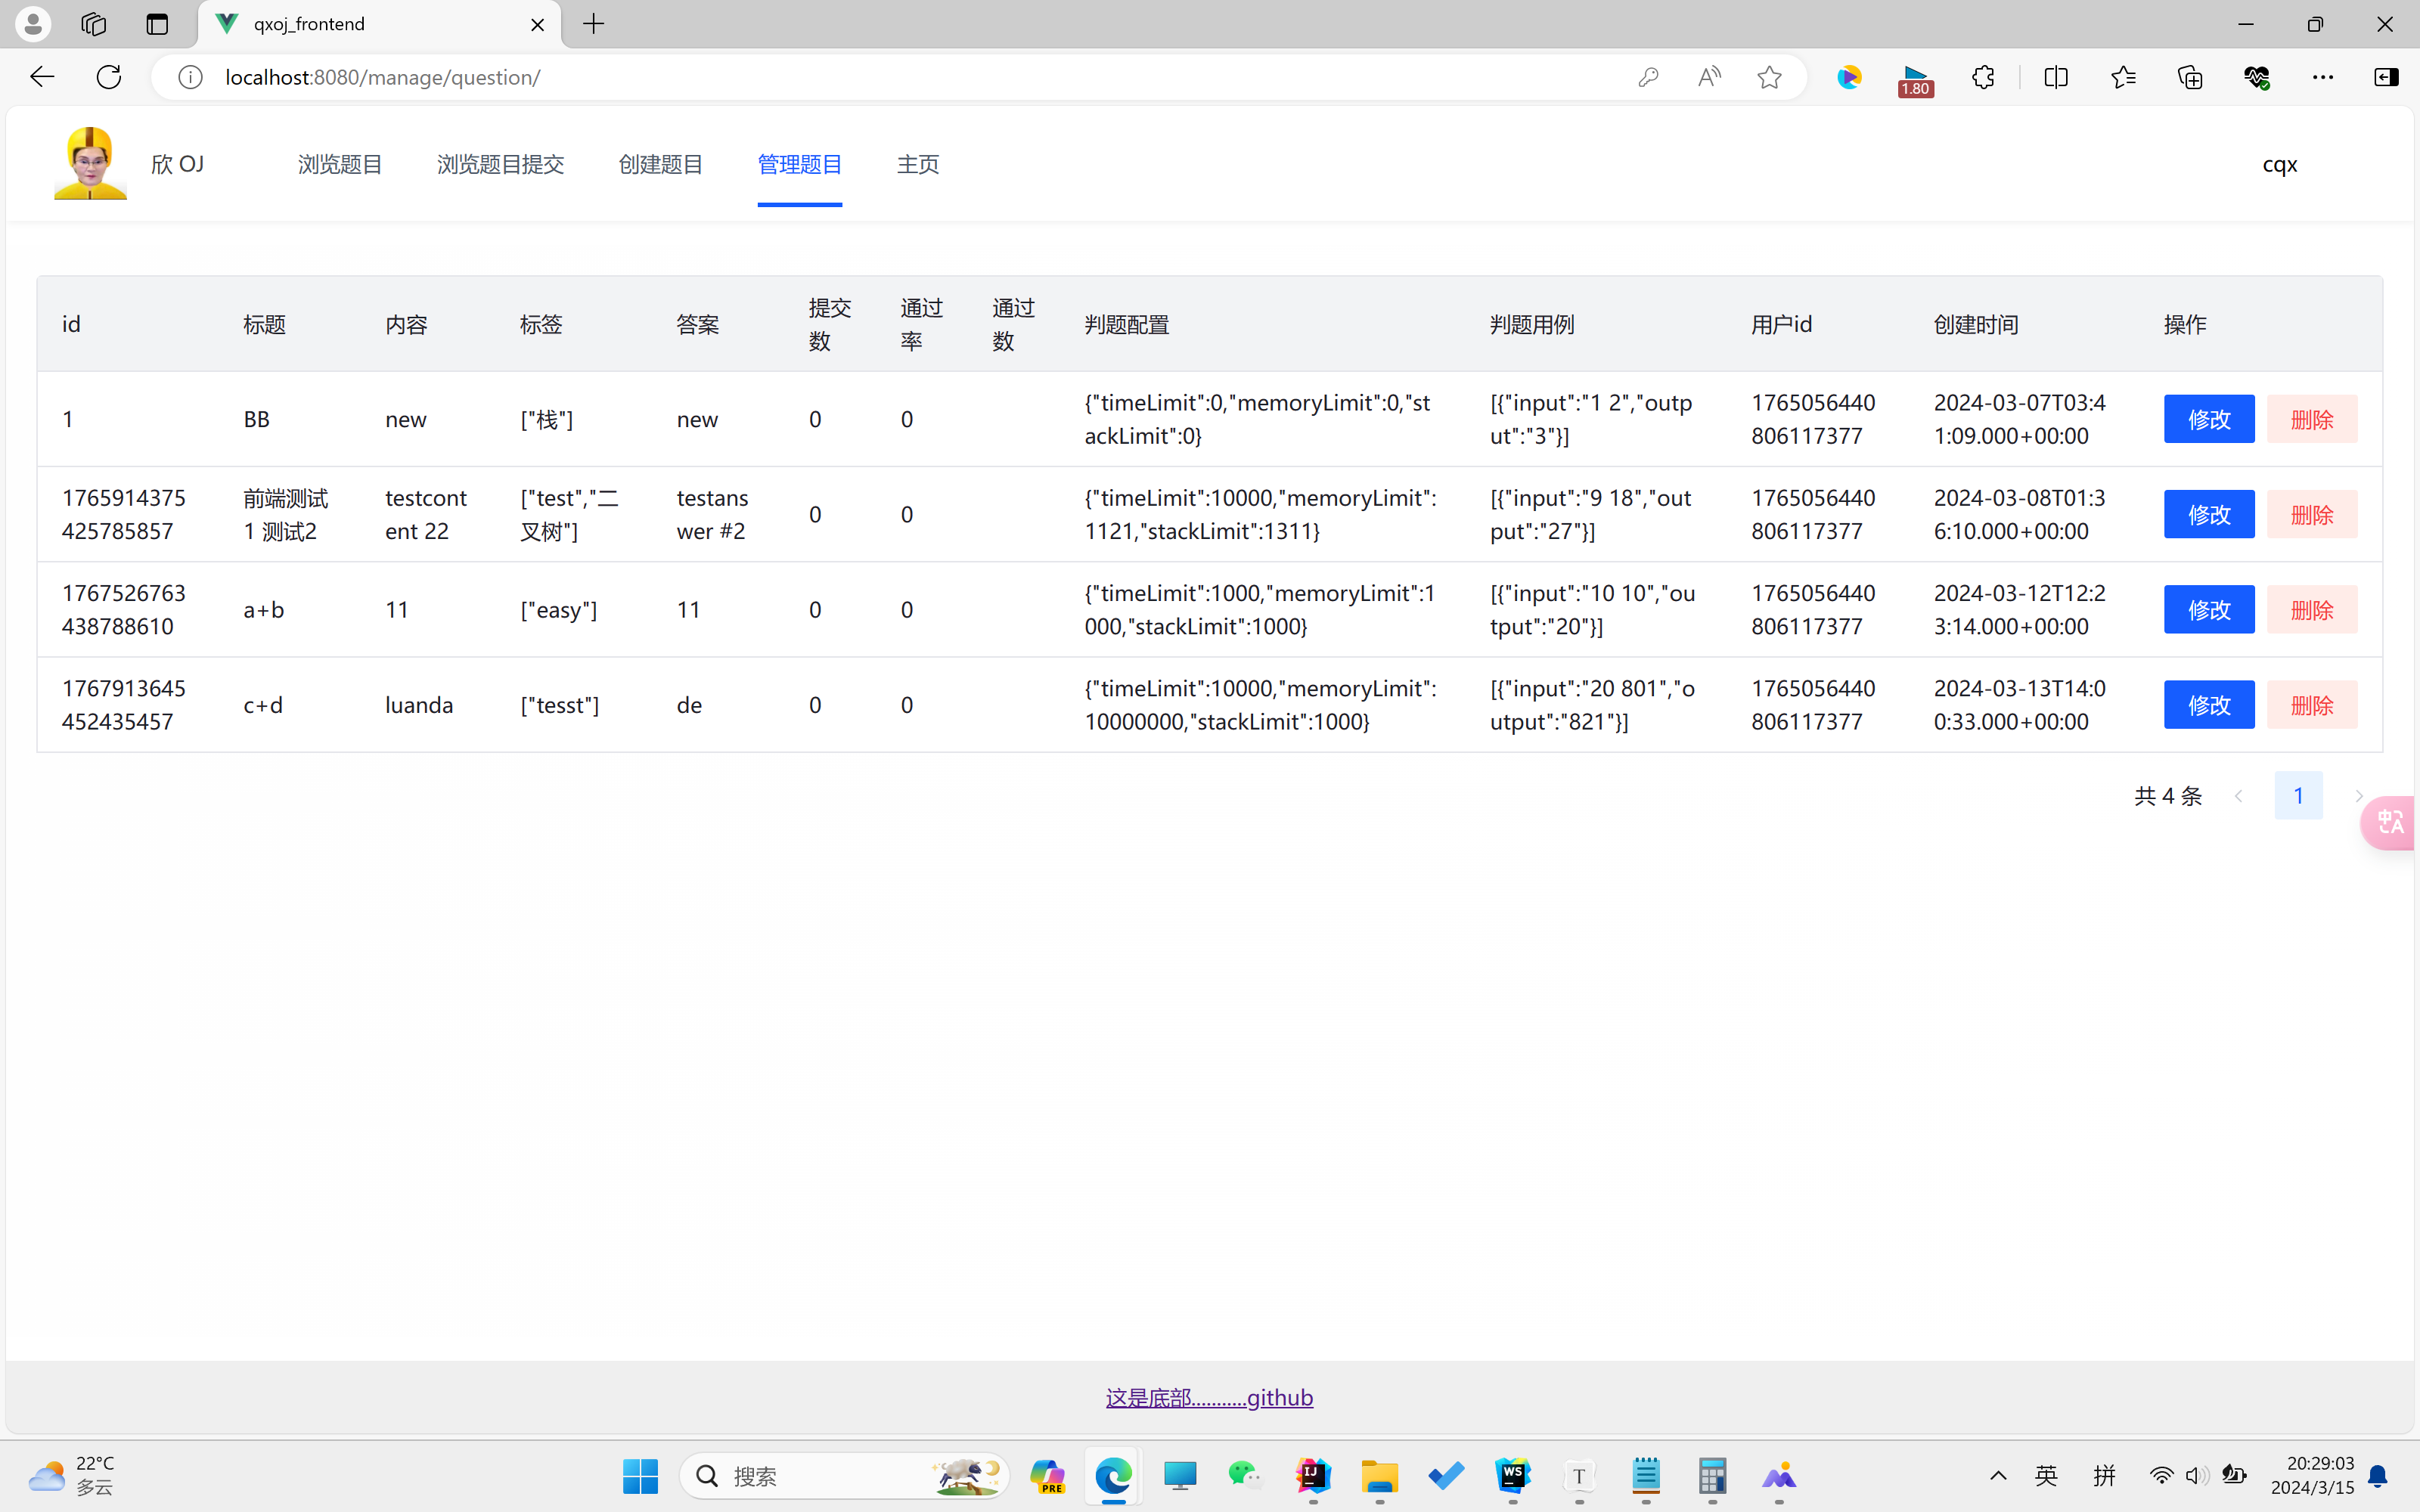 qxoj_frontend
localhost:8080/manage/question/
1.80
欣 OJ 浏览题目 浏览题目提交 创建题目 管理题目 主页 cqx
id 标题 内容 标签 答案 提交数 通过率 通过数 判题配置 判题用例 用户id 创建时间 操作
1 BB new ["栈"] new 0 0 {"timeLimit":0,"memoryLimit":0,"stackLimit":0} [{"input":"1 2","output":"3"}] 1765056440806117377 2024-03-07T03:41:09.000+00:00 修改 删除
1765914375425785857 前端测试1 测试2 testcontent 22 ["test","二叉树"] testanswer #2 0 0 {"timeLimit":10000,"memoryLimit":1121,"stackLimit":1311} [{"input":"9 18","output":"27"}] 1765056440806117377 2024-03-08T01:36:10.000+00:00 修改 删除
1767526763438788610 a+b 11 ["easy"] 11 0 0 {"timeLimit":1000,"memoryLimit":1000,"stackLimit":1000} [{"input":"10 10","output":"20"}] 1765056440806117377 2024-03-12T12:23:14.000+00:00 修改 删除
1767913645452435457 c+d luanda ["tesst"] de 0 0 {"timeLimit":10000,"memoryLimit":10000000,"stackLimit":1000} [{"input":"20 801","output":"821"}] 1765056440806117377 2024-03-13T14:00:33.000+00:00 修改 删除
共 4 条 1
中A
这是底部...........github
22°C
多云
搜索
PRE
IJ
WS
T
英 拼
20:29:03
2024/3/15